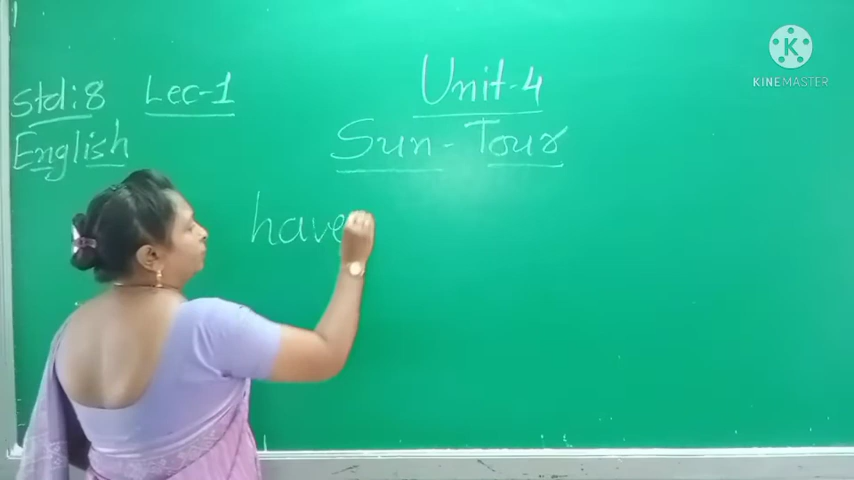 Std: 8 Lec-1
English
Unit-4
Sun-Tour
have
K
KINEMASTER